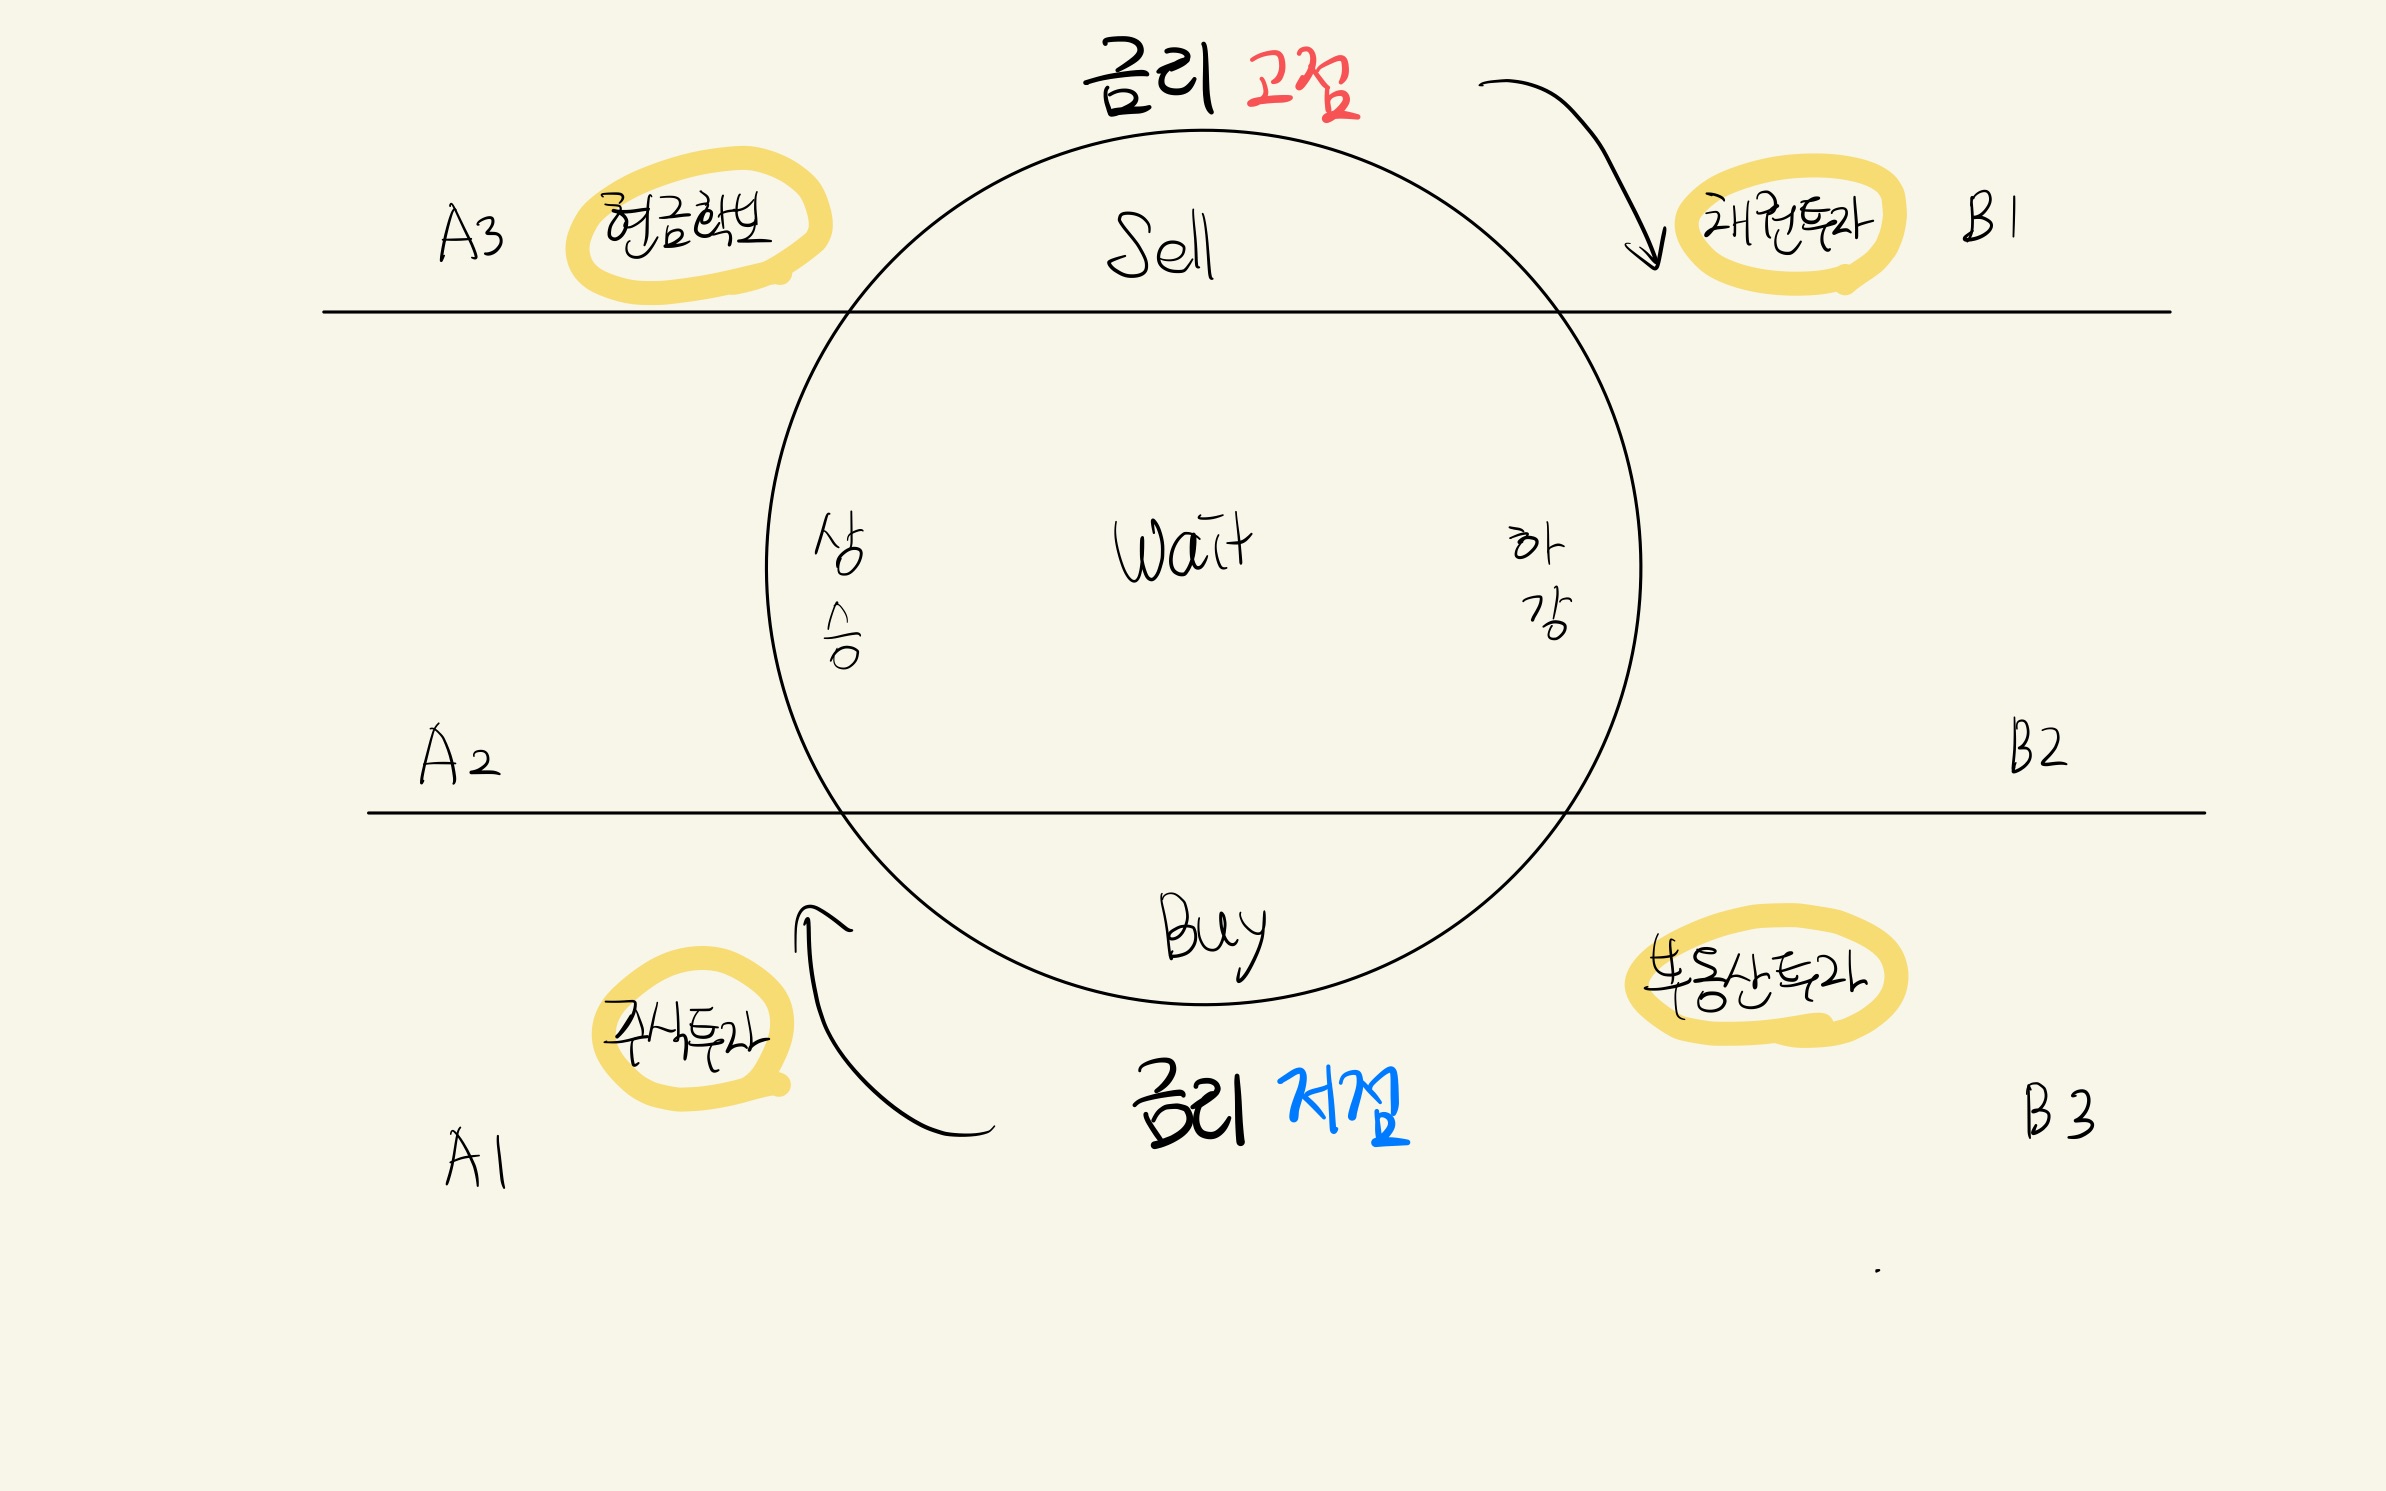 금리 고점
A3 현금확보 Sell 채권투자 B1
상승 Wait 하강
A2 B2
Buy
주식투자 부동산투자
금리 저점
A1 B3